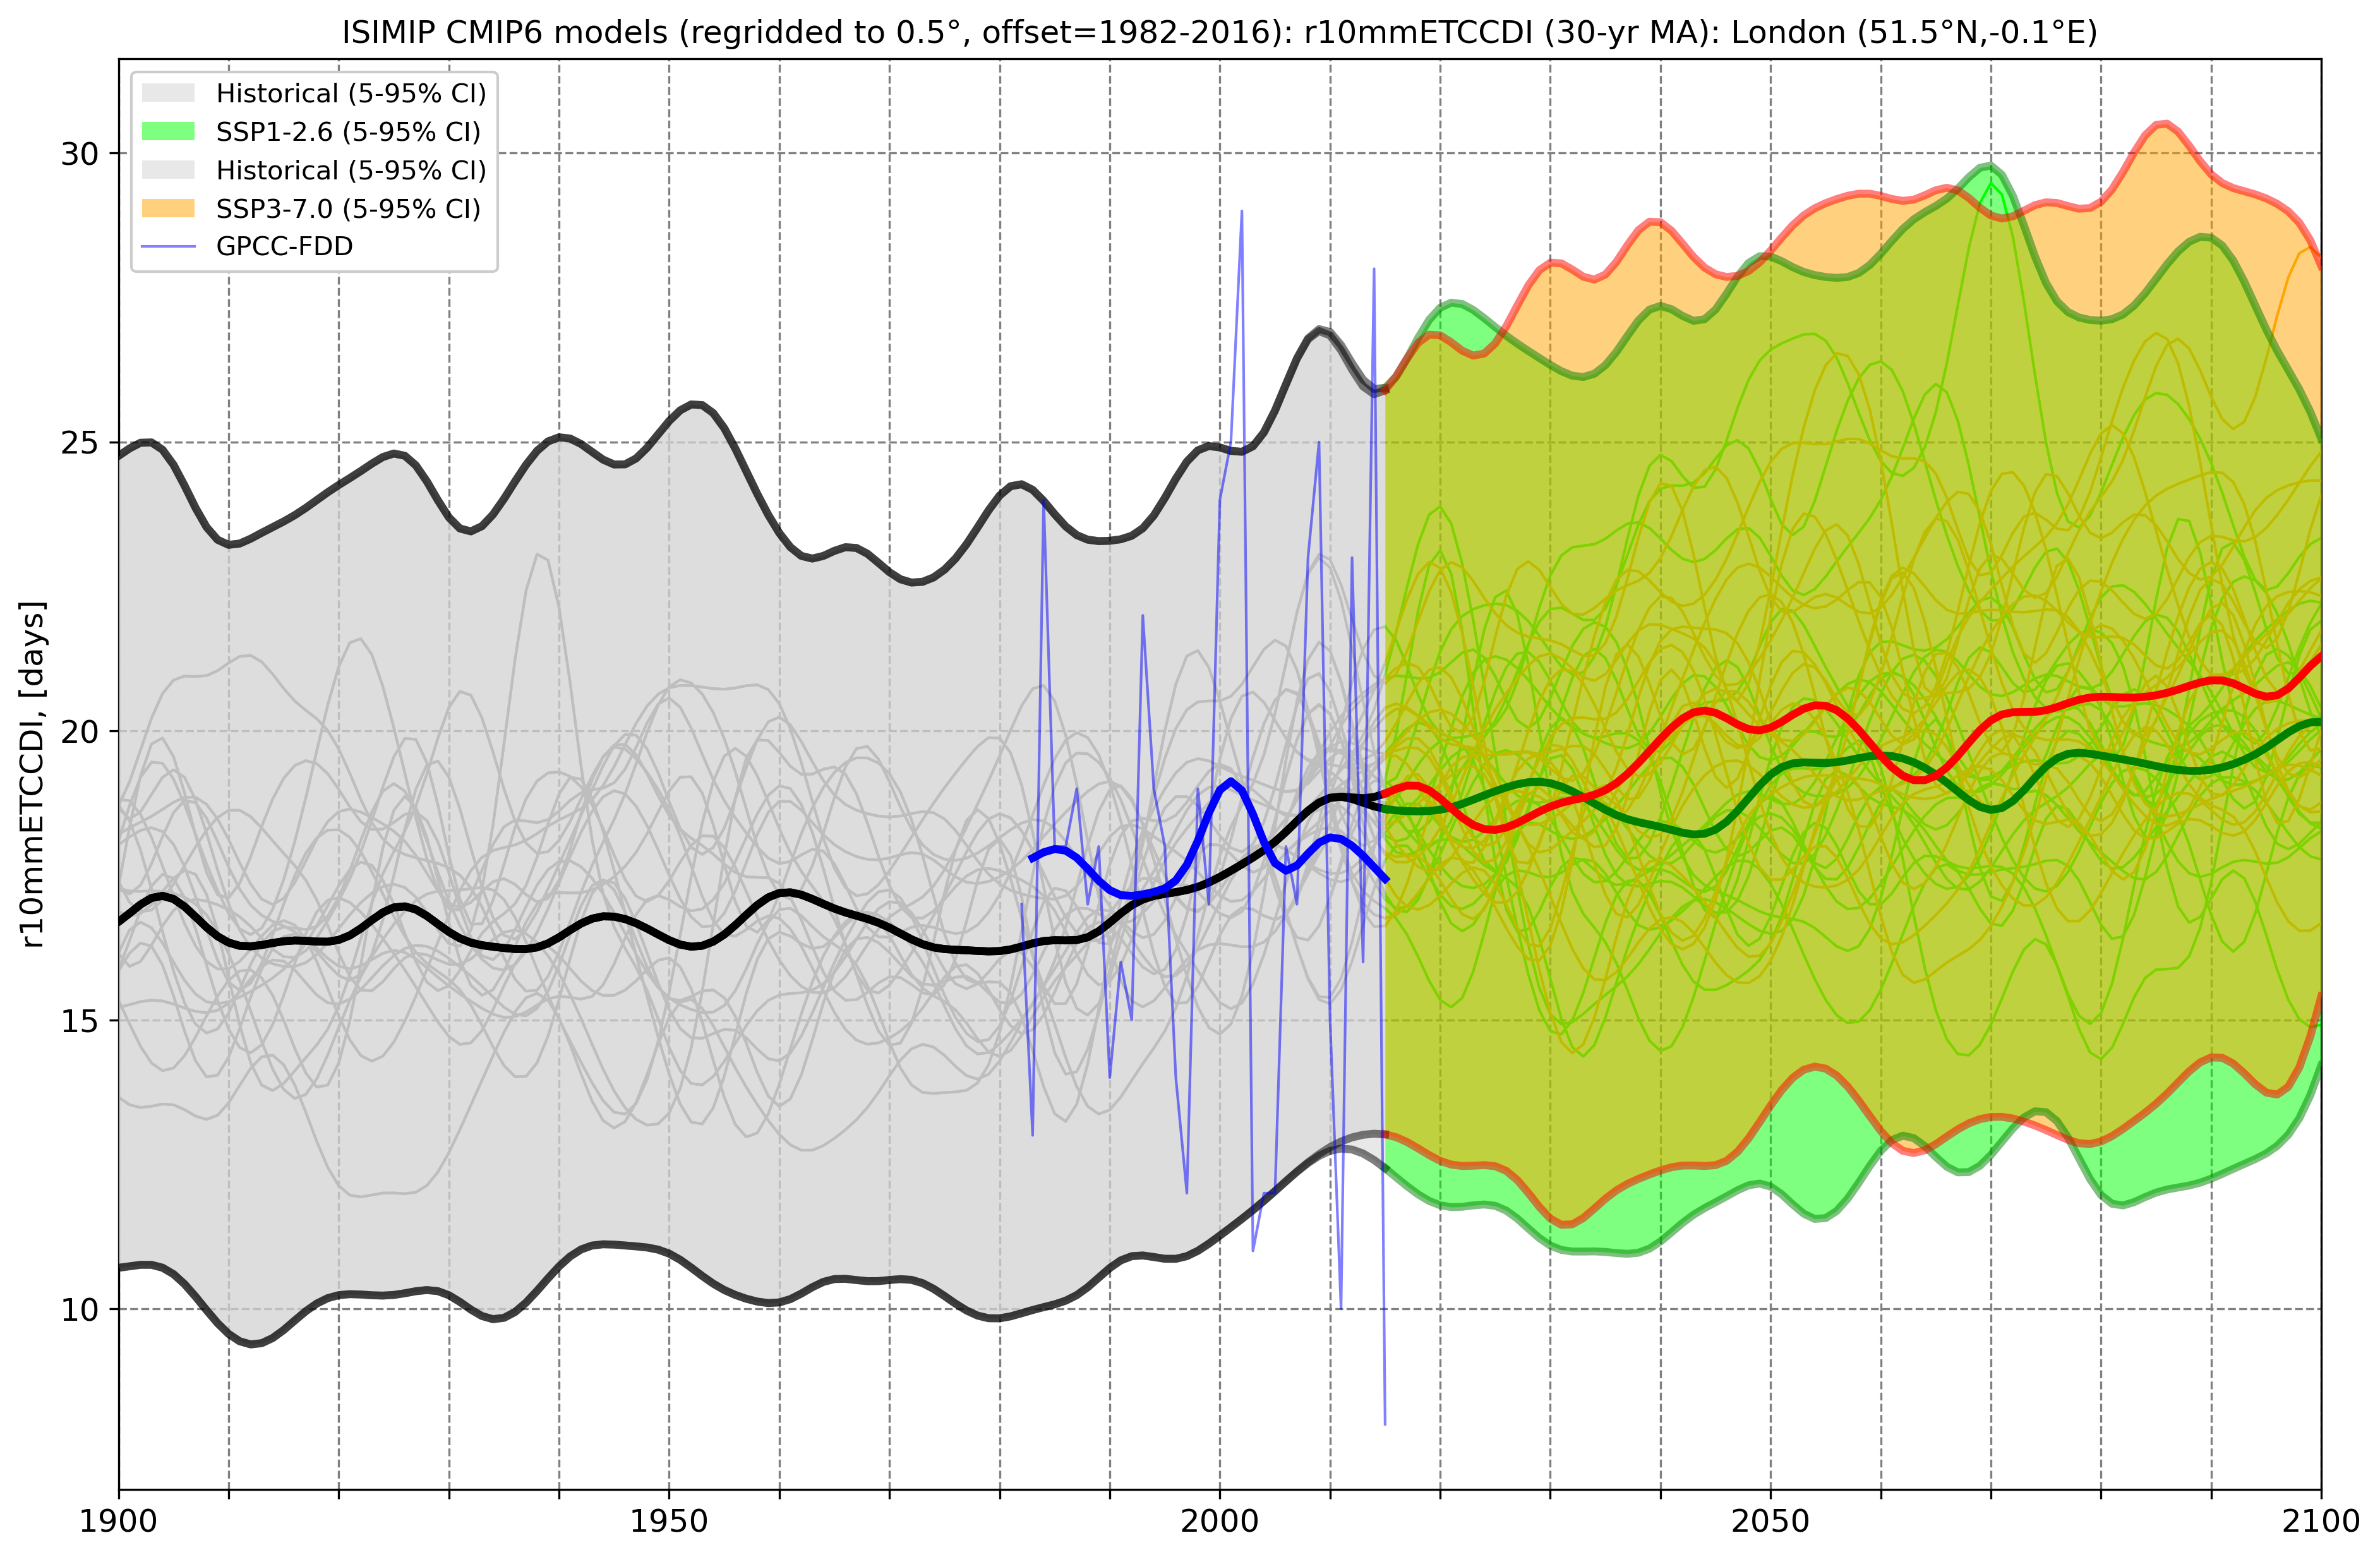 ISIMIP CMIP6 models (regridded to 0.5°, offset=1982-2016): r10mmETCCDI (30-yr MA): London (51.5°N,-0.1°E)
Historical (5-95% CI)
SSP1-2.6 (5-95% CI)
Historical (5-95% CI)
SSP3-7.0 (5-95% CI)
GPCC-FDD
r10mmETCCDI, [days]
30
25
20
15
10
1900
1950
2000
2050
2100